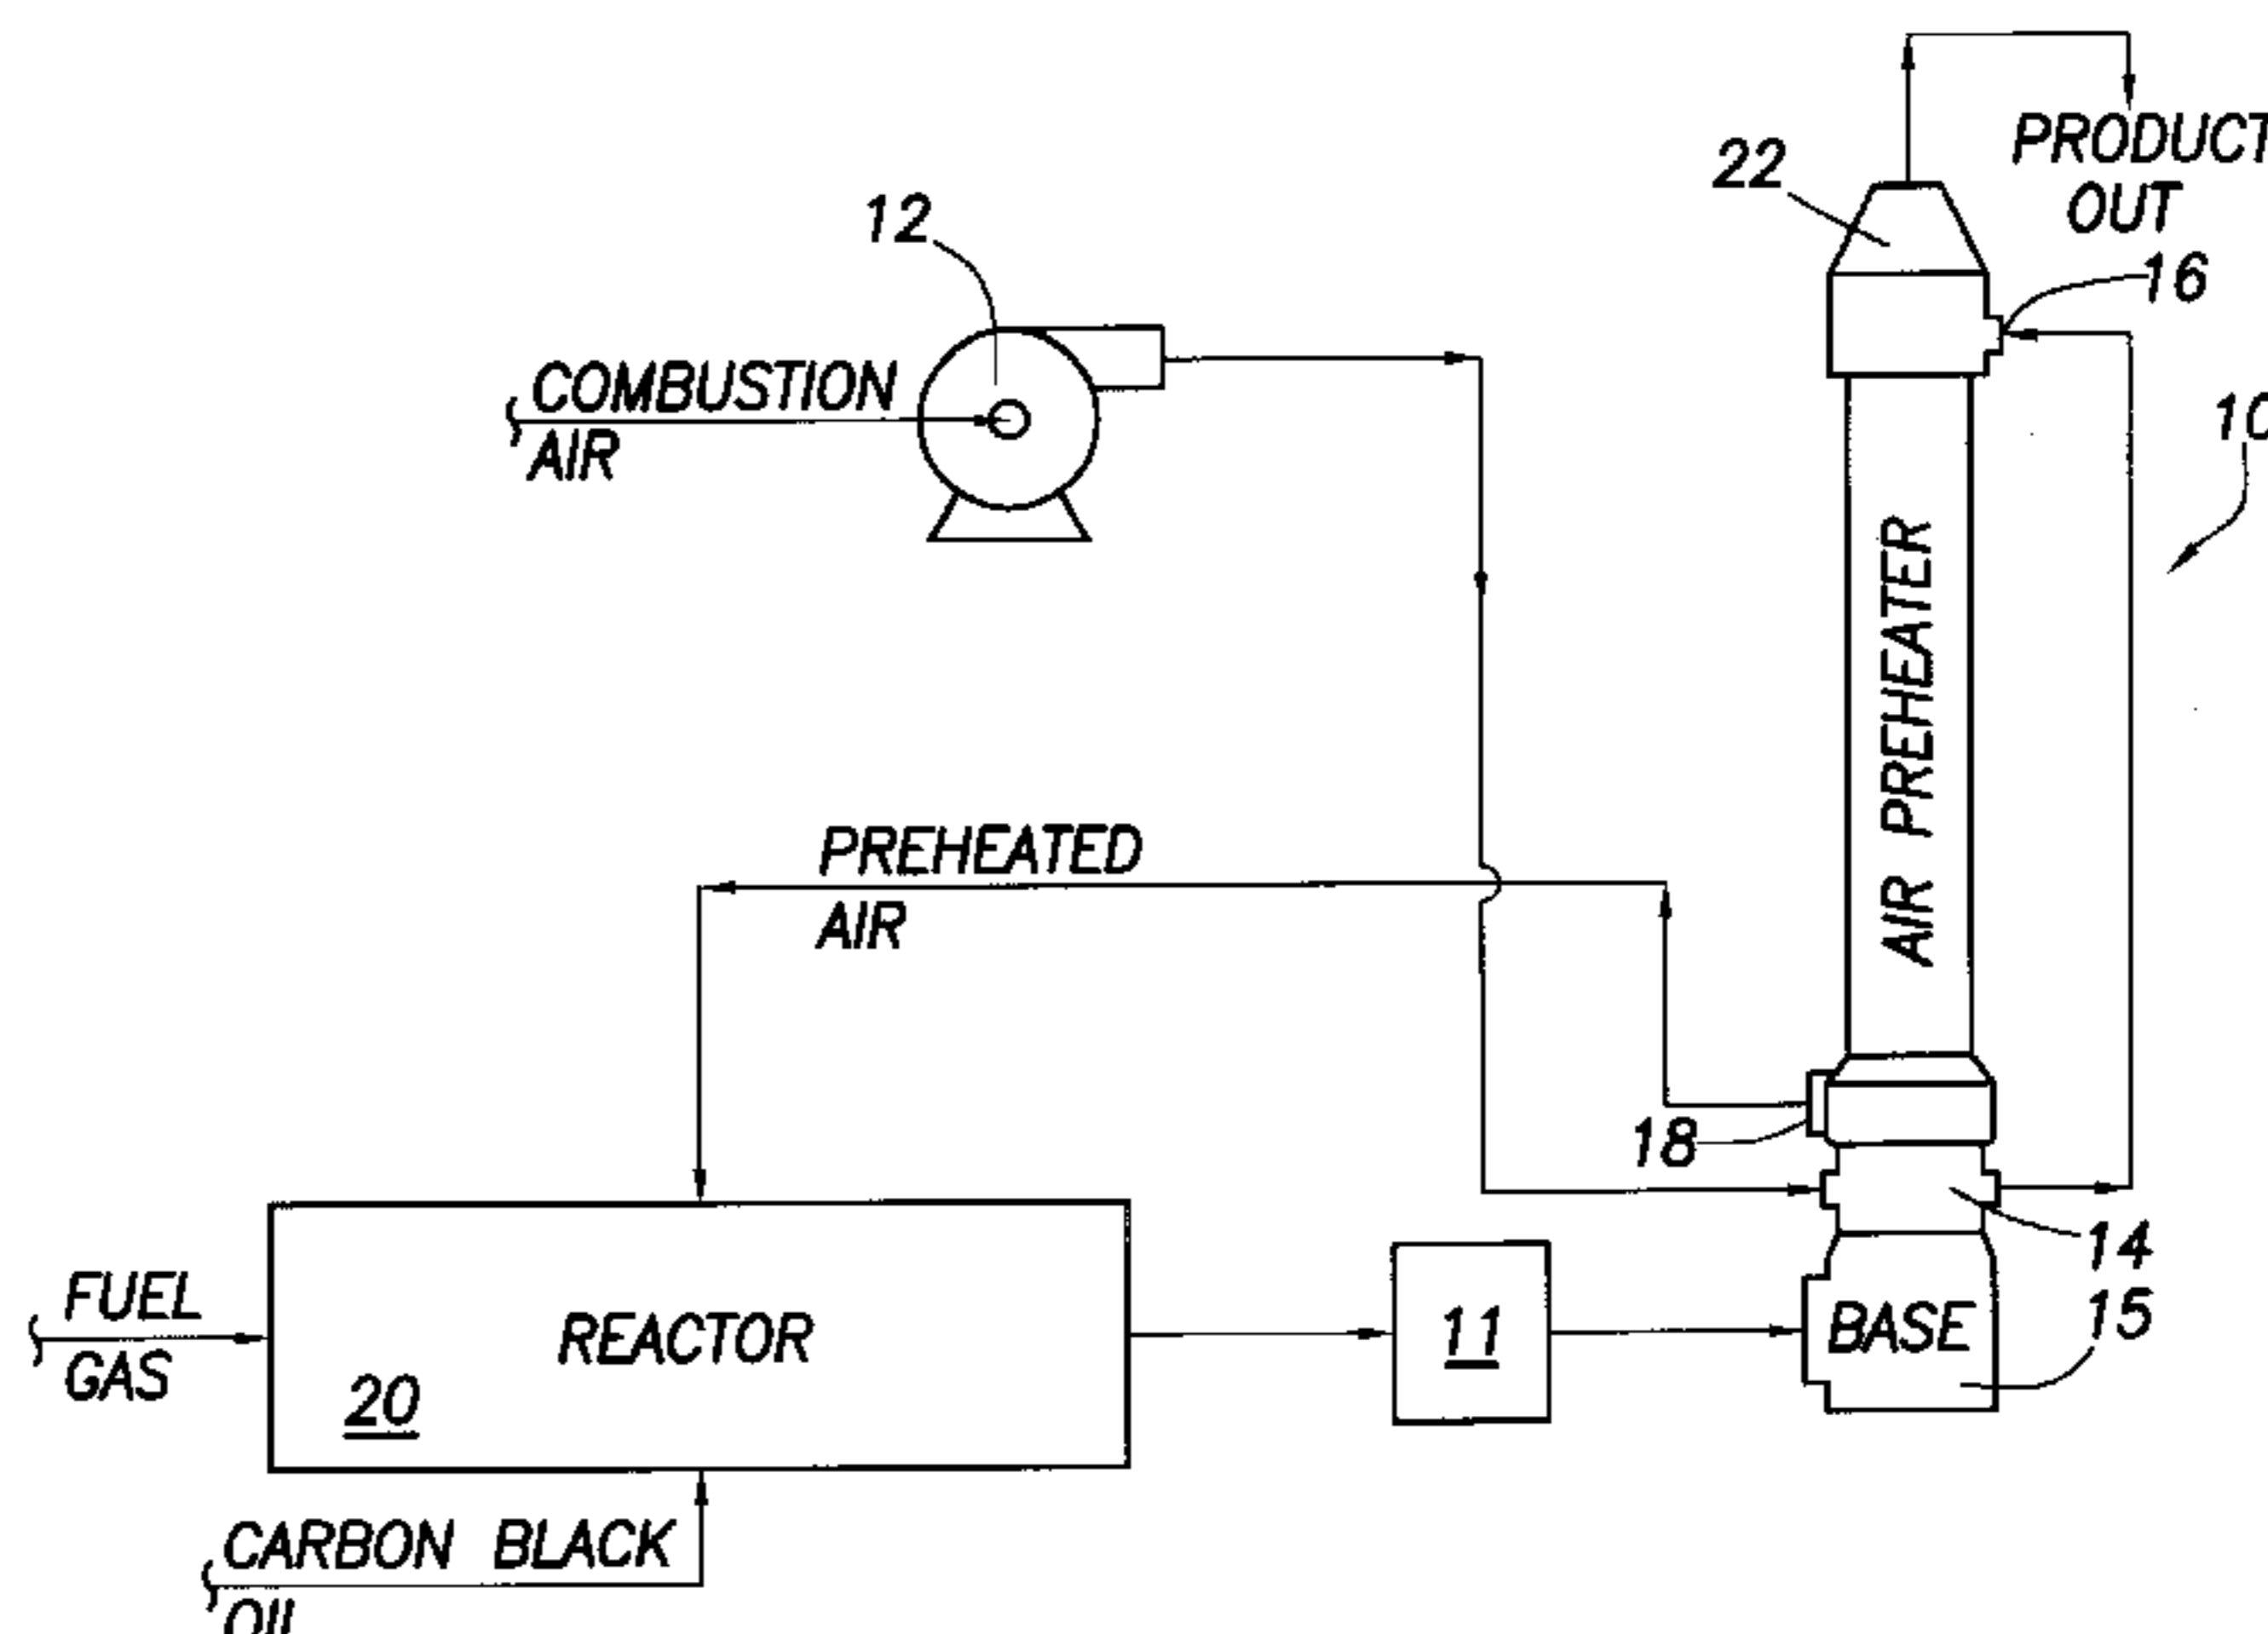 PRODUCT
OUT
22
16
12
COMBUSTION
AIR
10
AIR PREHEATER
PREHEATED
AIR
18
14
15
BASE
11
REACTOR
20
FUEL
GAS
CARBON BLACK
OIL